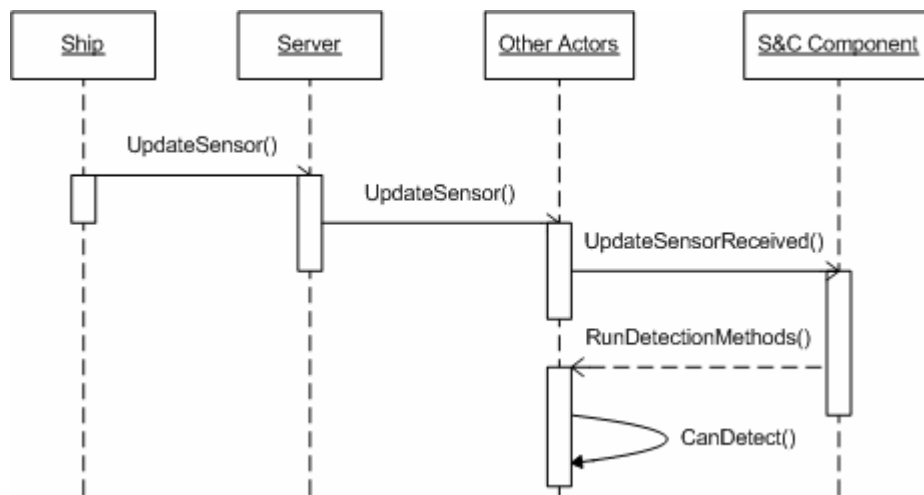 Ship
Server
Other Actors
S&C Component
UpdateSensor()
UpdateSensor()
UpdateSensorReceived()
RunDetectionMethods()
CanDetect()